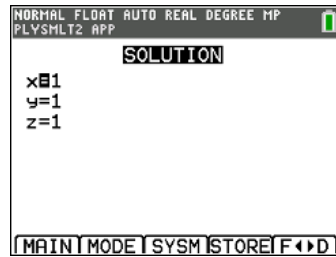 NORMAL FLOAT AUTO REAL DEGREE MP
PLYSMLT2 APP
SOLUTION
x=1
y=1
z=1
MAIN MODE SYSM STORE F◄►D